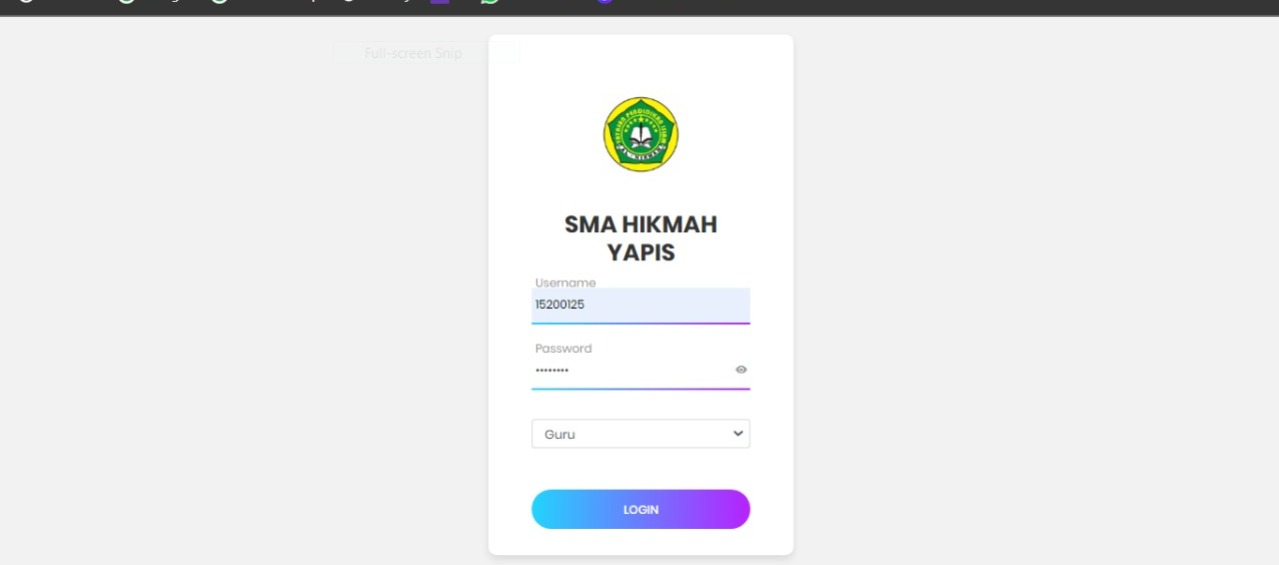 Full-screen Snip
SMA HIKMAH
YAPIS
Username
15200125
Password
••••••••
Guru
LOGIN